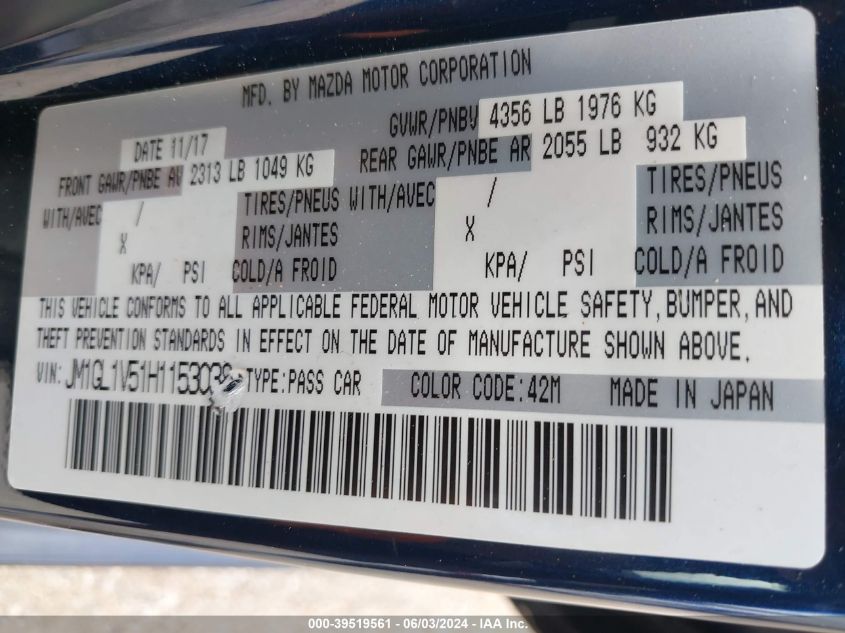 MFD. BY MAZDA MOTOR CORPORATION
DATE 11/17 GVWR/PNBV 4356 LB 1976 KG
FRONT GAWR/PNBE AV 2313 LB 1049 KG REAR GAWR/PNBE AR 2055 LB 932 KG
WITH/AVEC / TIRES/PNEUS WITH/AVEC / TIRES/PNEUS
X RIMS/JANTES X RIMS/JANTES
KPA/ PSI COLD/A FROID KPA/ PSI COLD/A FROID
THIS VEHICLE CONFORMS TO ALL APPLICABLE FEDERAL MOTOR VEHICLE SAFETY, BUMPER, AND
THEFT PREVENTION STANDARDS IN EFFECT ON THE DATE OF MANUFACTURE SHOWN ABOVE.
VIN: TYPE: PASS CAR COLOR CODE: 42M MADE IN JAPAN
000-39519561 - 06/03/2024 - IAA Inc.